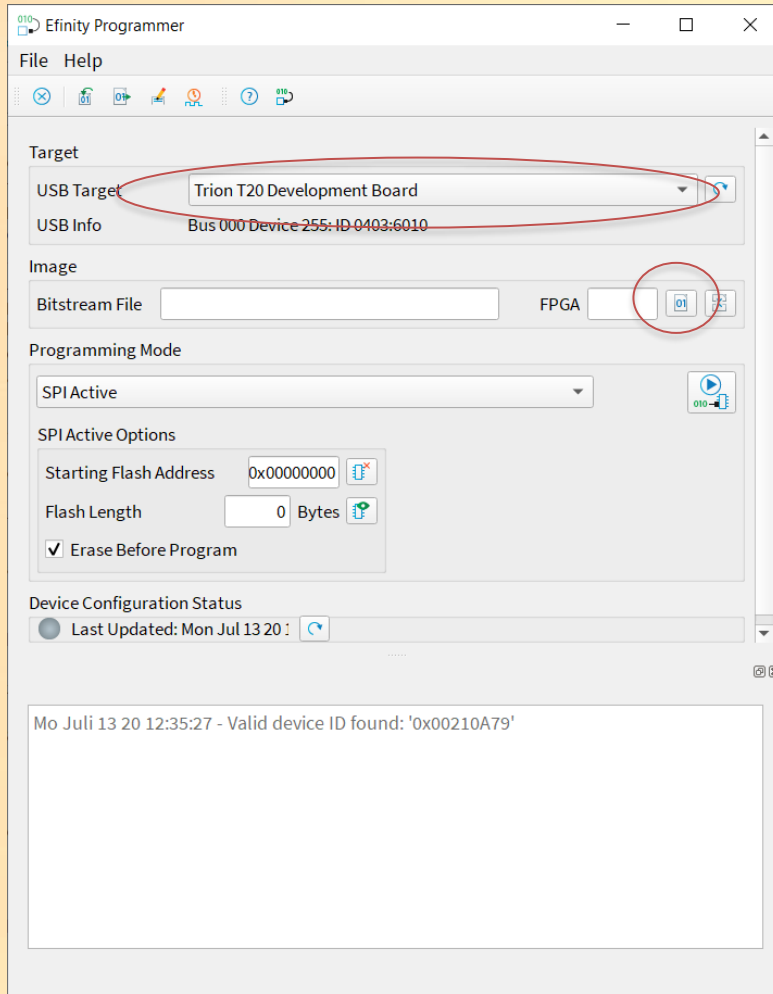 Efinity Programmer
File Help
Target
USB Target Trion T20 Development Board
USB Info Bus 000 Device 255: ID 0403:6010
Image
Bitstream File FPGA
Programming Mode
SPI Active
SPI Active Options
Starting Flash Address 0x00000000
Flash Length 0 Bytes
Erase Before Program
Device Configuration Status
Last Updated: Mon Jul 13 20
Mo Juli 13 20 12:35:27 - Valid device ID found: '0x00210A79'